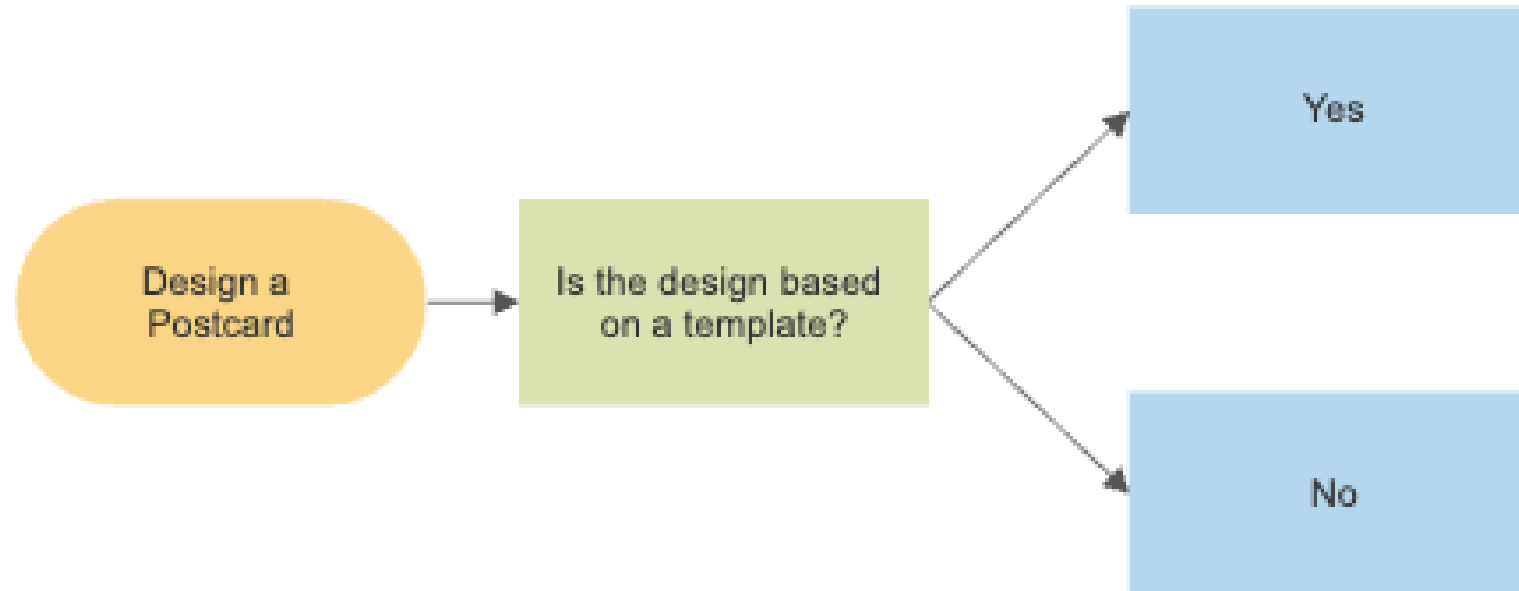 Design a
Postcard
Is the design based
on a template?
Yes
No